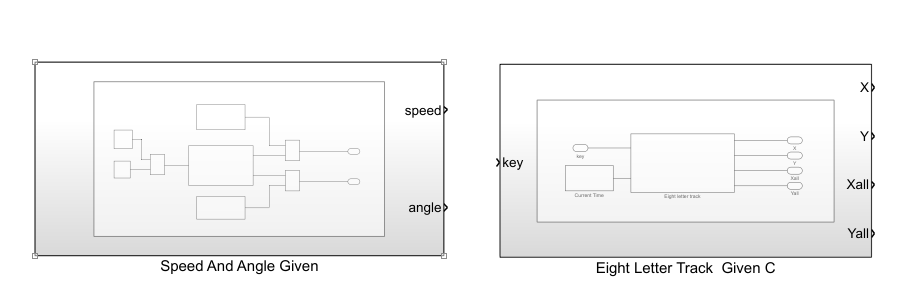 speed
angle
Speed And Angle Given
key
X
Y
Xall
Yall
key
Current Time
Eight letter track
X
Y
Xall
Yall
Eight Letter Track  Given C